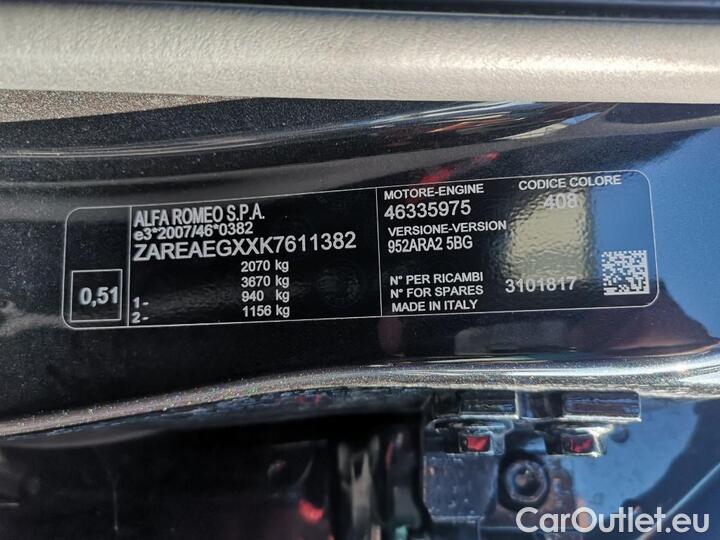 ALFA ROMEO S.P.A.
e3*2007/46*0382
ZAREAEGXXK7611382
2070 kg
3670 kg
1- 940 kg
2- 1156 kg
0,51
MOTORE-ENGINE
46335975
VERSIONE-VERSION
952ARA2 5BG
CODICE COLORE
408
N° PER RICAMBI
N° FOR SPARES
3101817
MADE IN ITALY
CarOutlet.eu